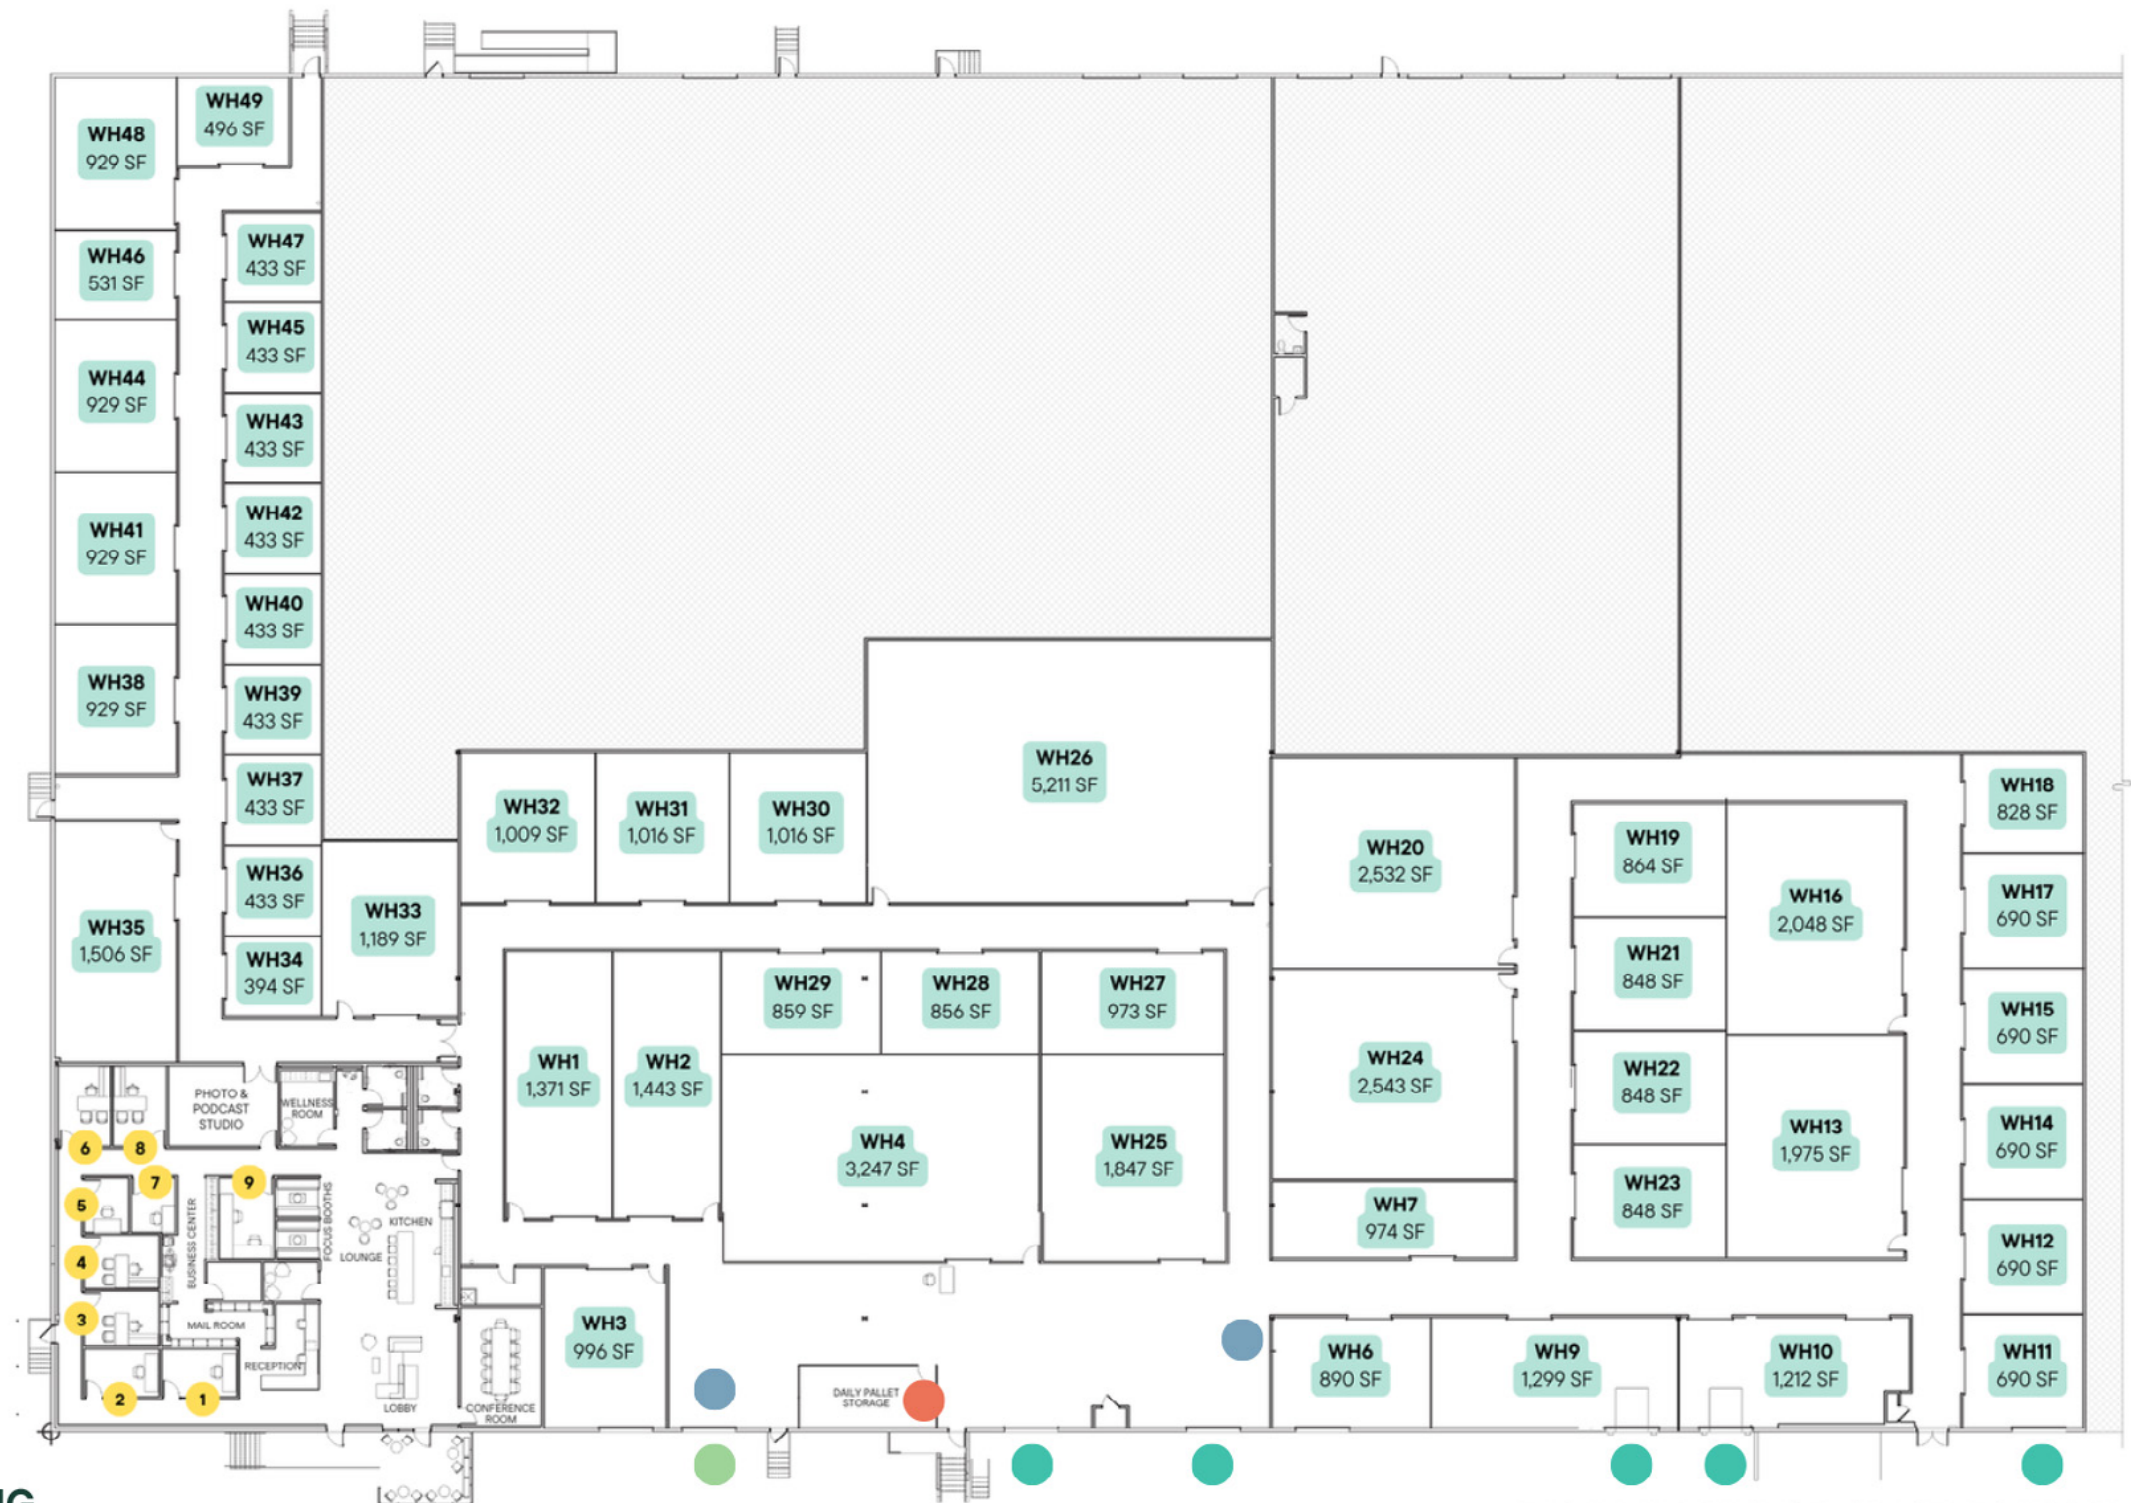 WH49
496 SF
WH48
929 SF
WH47
433 SF
WH46
531 SF
WH45
433 SF
WH44
929 SF
WH43
433 SF
WH42
433 SF
WH41
929 SF
WH40
433 SF
WH38
929 SF
WH39
433 SF
WH37
433 SF
WH36
433 SF
WH35
1,506 SF
WH34
394 SF
WH33
1,189 SF
WH32
1,009 SF
WH31
1,016 SF
WH30
1,016 SF
WH26
5,211 SF
WH20
2,532 SF
WH19
864 SF
WH16
2,048 SF
WH18
828 SF
WH17
690 SF
WH21
848 SF
WH15
690 SF
WH29
859 SF
WH28
856 SF
WH27
973 SF
WH1
1,371 SF
WH2
1,443 SF
WH24
2,543 SF
WH22
848 SF
WH4
3,247 SF
WH25
1,847 SF
WH13
1,975 SF
WH14
690 SF
WH7
974 SF
WH23
848 SF
WH12
690 SF
WH3
996 SF
WH6
890 SF
WH9
1,299 SF
WH10
1,212 SF
WH11
690 SF
PHOTO &
PODCAST
STUDIO
WELLNESS
ROOM
6
8
7
9
5
4
3
2
1
BUSINESS CENTER
FOCUS BOOTHS
KITCHEN
LOUNGE
MAIL ROOM
RECEPTION
LOBBY
CONFERENCE
ROOM
DAILY PALLET
STORAGE